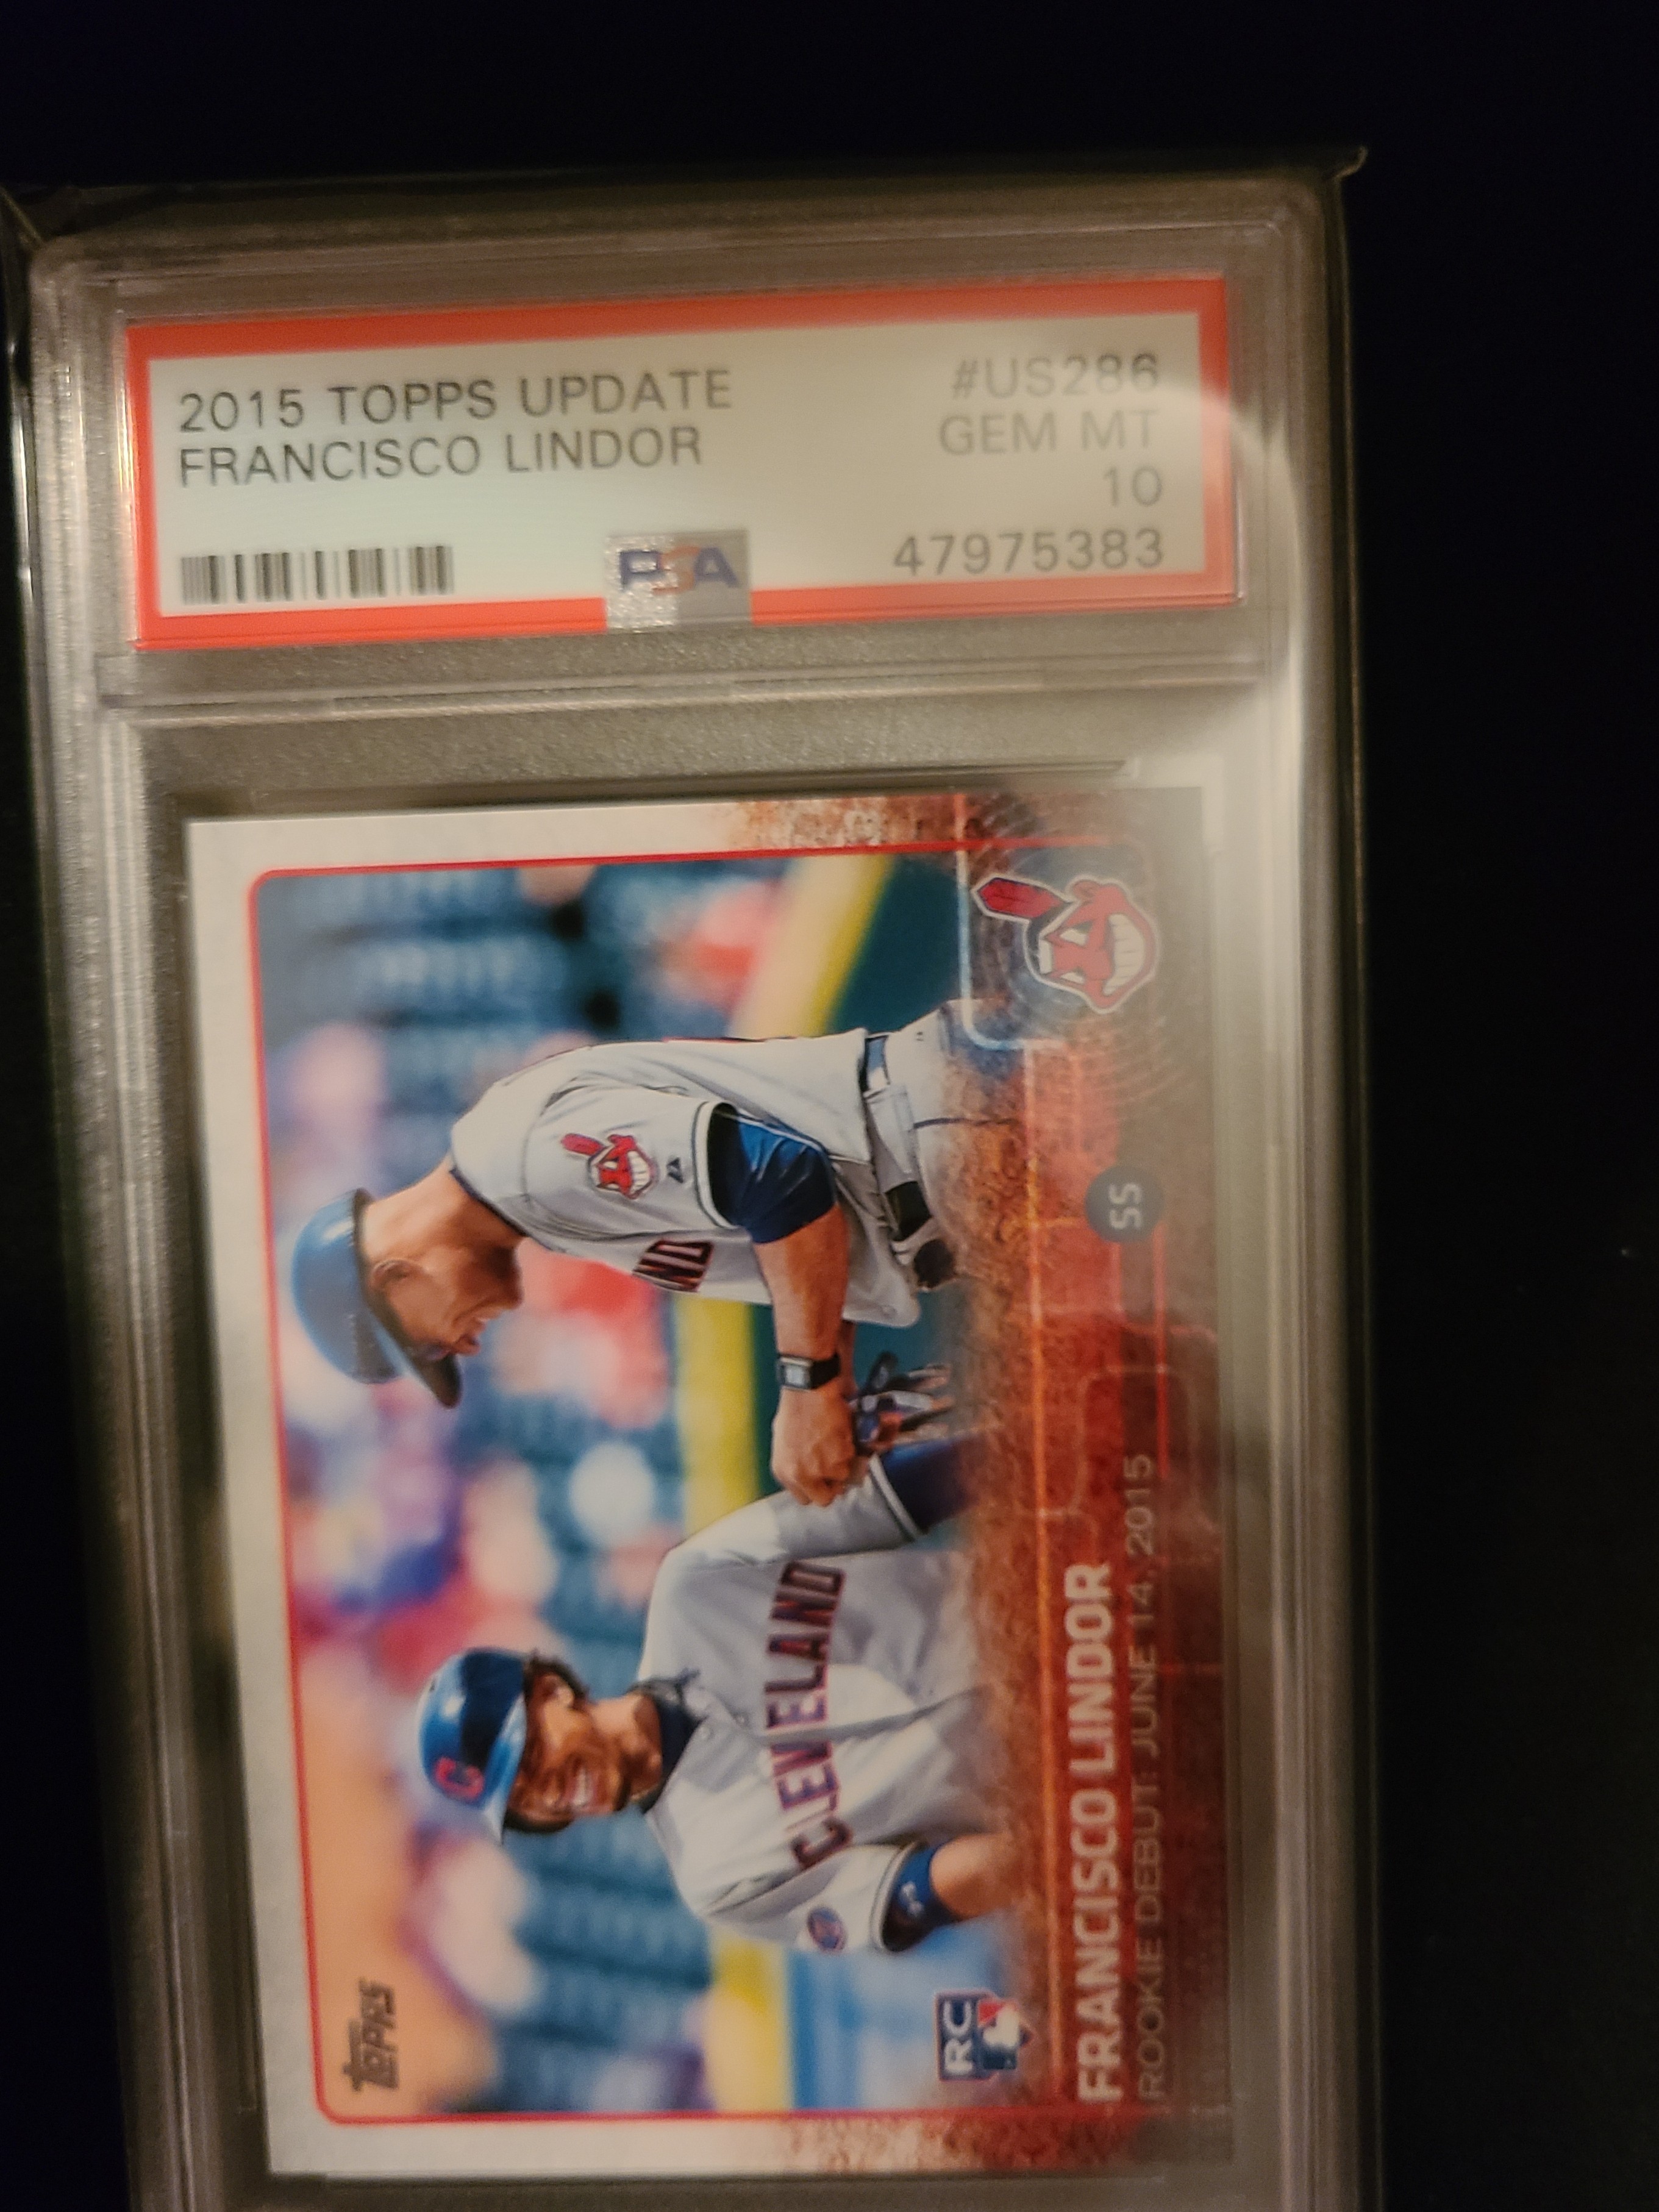 2015 TOPPS UPDATE
FRANCISCO LINDOR
#US286
GEM MT
10
47975383
PSA
TOPPS
CLEVELAND
ND
C
SS
RC
FRANCISCO LINDOR
ROOKIE DEBUT: JUNE 14, 2015